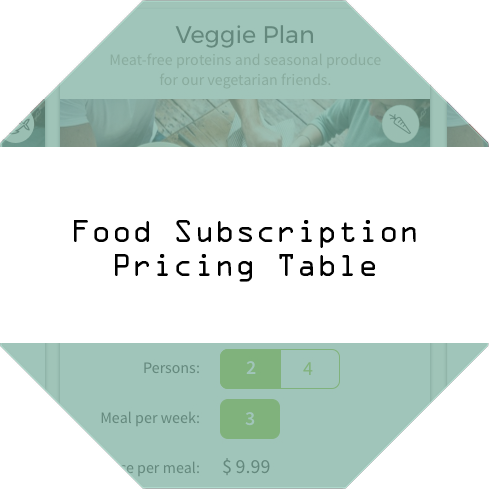 Veggie Plan
Meat-free proteins and seasonal produce
for our vegetarian friends.
Food Subscription
Pricing Table
Persons: 2 4
Meal per week: 3
per meal: $ 9.99